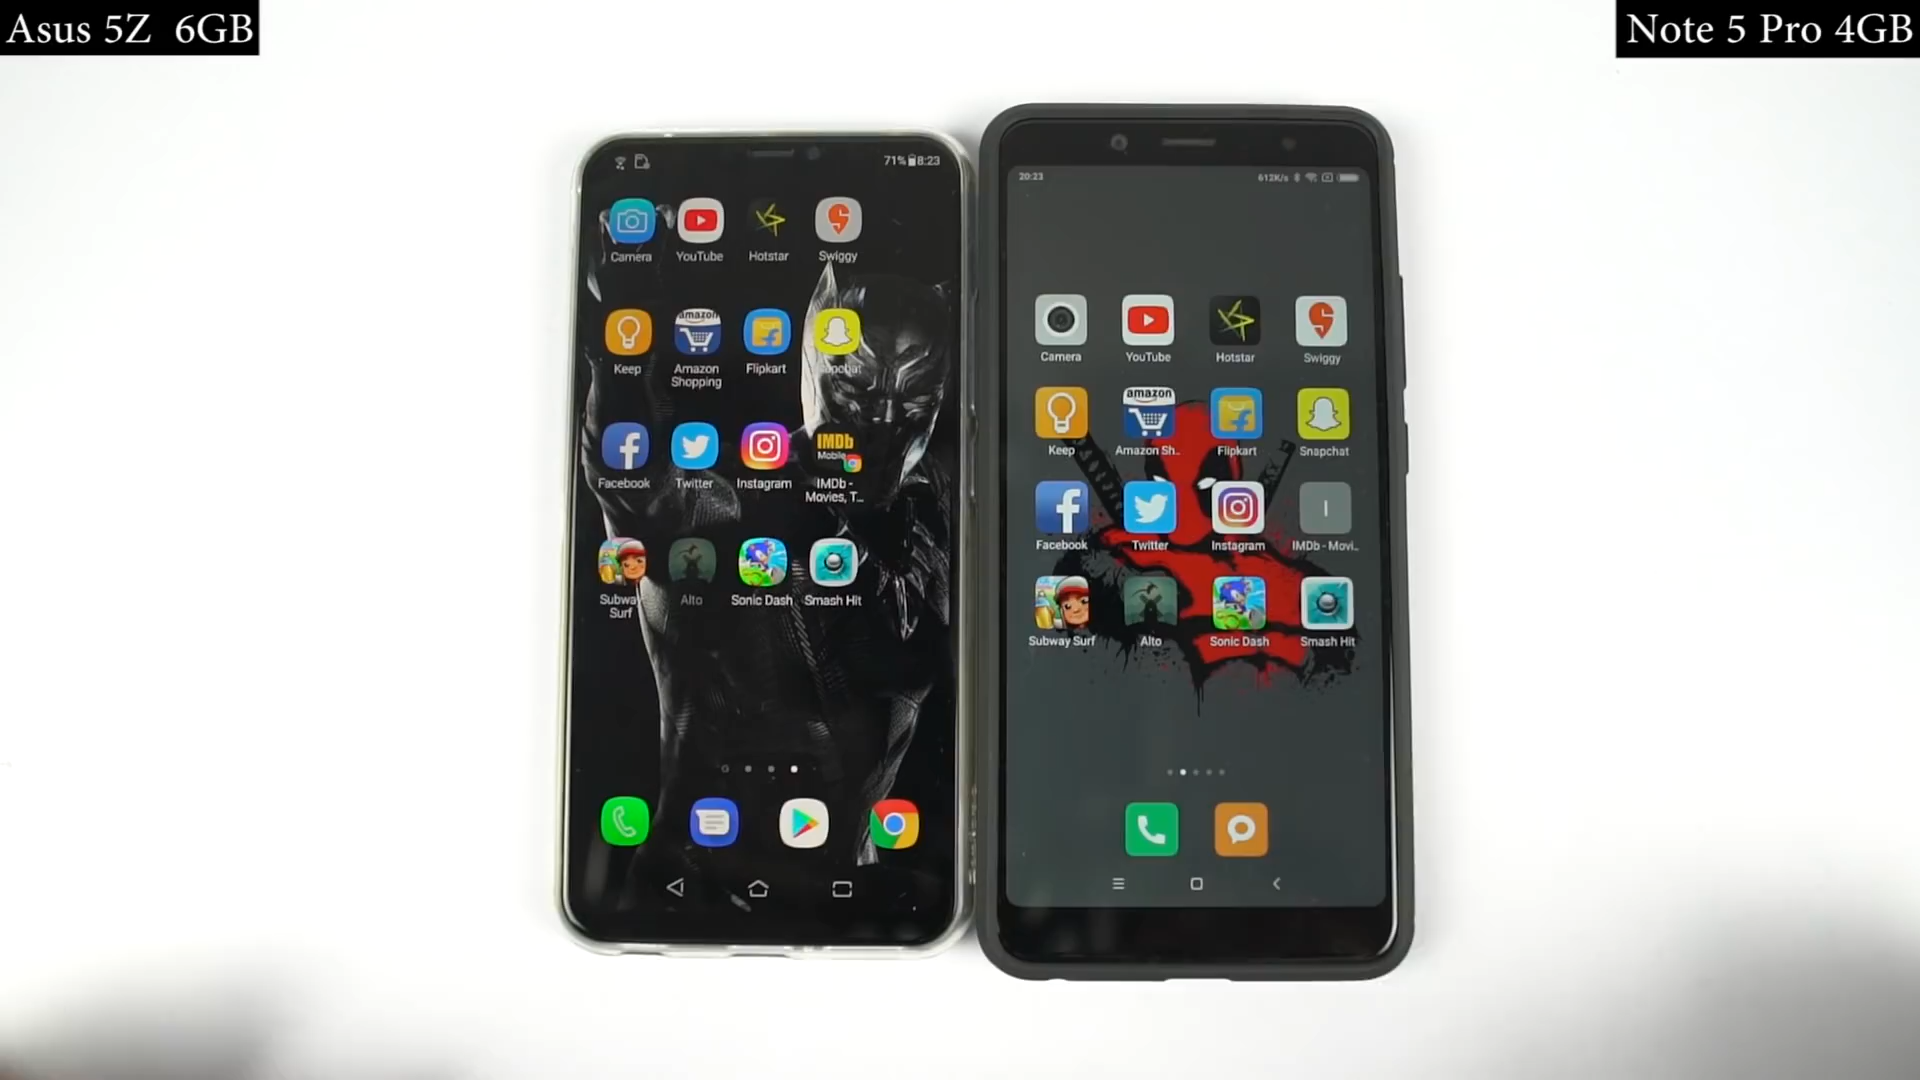 Asus 5Z 6GB
Note 5 Pro 4GB
71% 8:23
Camera YouTube Hotstar Swiggy
amazon
Keep Amazon Shopping Flipkart
IMDb
Mobile
Facebook Twitter Instagram IMDb - Movies, T...
Subway Surf Alto Sonic Dash Smash Hit
20:23 612K/s
Camera YouTube Hotstar Swiggy
amazon
Keep Amazon Sh.. Flipkart Snapchat
I
Facebook Twitter Instagram IMDb - Movi..
Subway Surf Alto Sonic Dash Smash Hit